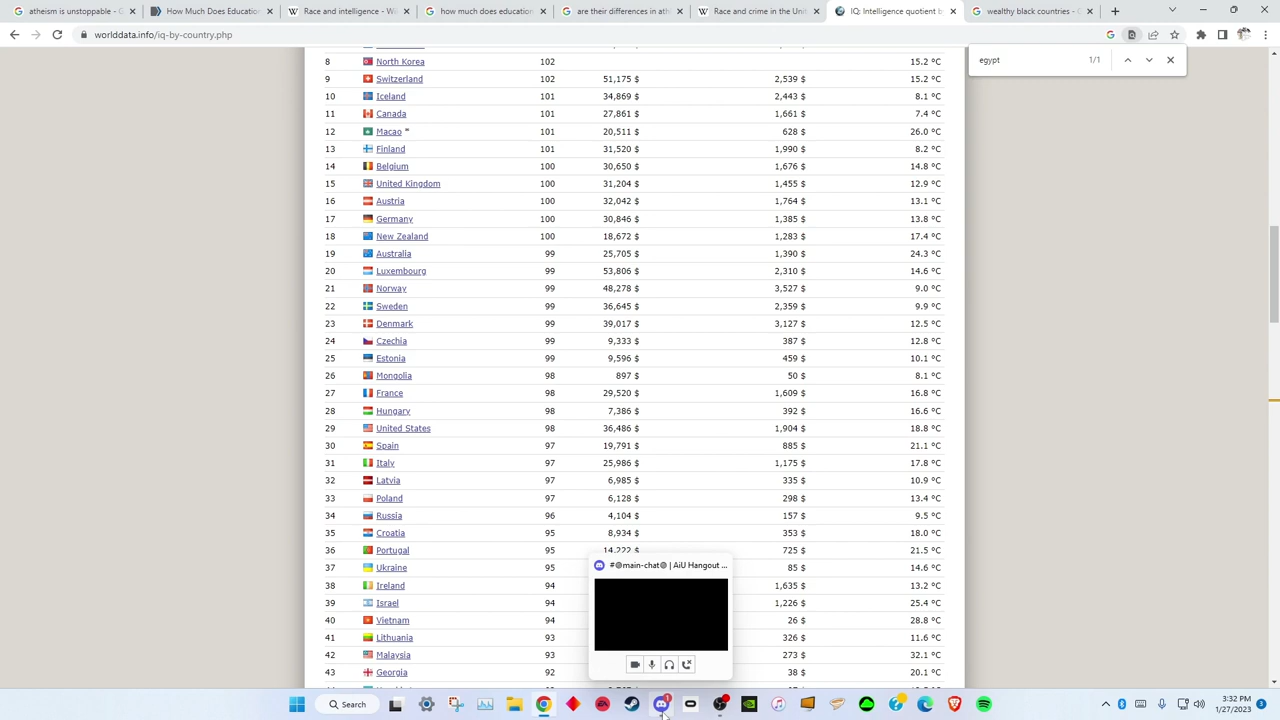 atheism is unstoppable - G
How Much Does Education
Race and intelligence - Wi
how much does education
are their differences in ath
Race and crime in the Unit
IQ: Intelligence quotient
wealthy black countries - G
worlddata.info/iq-by-country.php
egypt 1/1
8 North Korea 102 15.2 °C
9 Switzerland 102 51,175 $ 2,539 $ 15.2 °C
10 Iceland 101 34,869 $ 2,443 $ 8.1 °C
11 Canada 101 27,861 $ 1,661 $ 7.4 °C
12 Macao * 101 20,511 $ 628 $ 26.0 °C
13 Finland 101 31,520 $ 1,990 $ 8.2 °C
14 Belgium 100 30,650 $ 1,676 $ 14.8 °C
15 United Kingdom 100 31,204 $ 1,455 $ 12.9 °C
16 Austria 100 32,042 $ 1,764 $ 13.1 °C
17 Germany 100 30,846 $ 1,385 $ 13.8 °C
18 New Zealand 100 18,672 $ 1,283 $ 17.4 °C
19 Australia 99 25,705 $ 1,390 $ 24.3 °C
20 Luxembourg 99 53,806 $ 2,310 $ 14.6 °C
21 Norway 99 48,278 $ 3,527 $ 9.0 °C
22 Sweden 99 36,645 $ 2,359 $ 9.9 °C
23 Denmark 99 39,017 $ 3,127 $ 12.5 °C
24 Czechia 99 9,333 $ 387 $ 12.8 °C
25 Estonia 99 9,596 $ 459 $ 10.1 °C
26 Mongolia 98 897 $ 50 $ 8.1 °C
27 France 98 29,520 $ 1,609 $ 16.8 °C
28 Hungary 98 7,386 $ 392 $ 16.6 °C
29 United States 98 36,486 $ 1,904 $ 18.8 °C
30 Spain 97 19,791 $ 885 $ 21.1 °C
31 Italy 97 25,986 $ 1,175 $ 17.8 °C
32 Latvia 97 6,985 $ 335 $ 10.9 °C
33 Poland 97 6,128 $ 298 $ 13.4 °C
34 Russia 96 4,104 $ 157 $ 9.5 °C
35 Croatia 95 8,934 $ 353 $ 18.0 °C
36 Portugal 95 14,222 $ 725 $ 21.5 °C
37 Ukraine 95 85 $ 14.6 °C
38 Ireland 94 1,635 $ 13.2 °C
39 Israel 94 1,226 $ 25.4 °C
40 Vietnam 94 26 $ 28.8 °C
41 Lithuania 93 326 $ 11.6 °C
42 Malaysia 93 273 $ 32.1 °C
43 Georgia 92 38 $ 20.1 °C
#@main-chat@ | AiU Hangout ...
Search
1
3:32 PM
1/27/2023
3